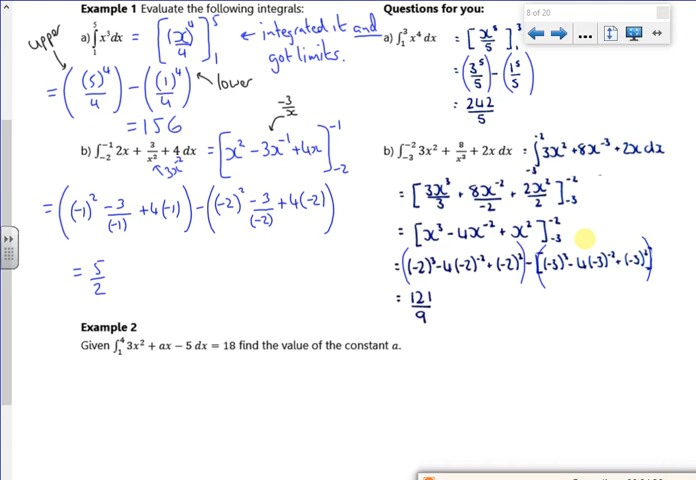 Example 1 Evaluate the following integrals:
upper
a) ∫₁⁵ x³ dx = [(x)⁴/4]₁⁵ ← integrated it and got limits.
= ((5)⁴/4) − ((1)⁴/4) lower
= 156
-3/x
b) ∫₋₂⁻¹ 2x + 3/x² + 4 dx = [x² − 3x⁻¹ + 4x]₋₂⁻¹
↑ 3x⁻²
= ((-1)² − 3/(-1) + 4(-1)) − ((-2)² − 3/(-2) + 4(-2))
= 5/2
Example 2
Given ∫₁⁴ 3x² + ax − 5 dx = 18 find the value of the constant a.
Questions for you:
8 of 20
a) ∫₁³ x⁴ dx = [x⁵/5]₁³
= (3⁵/5) − (1⁵/5)
= 242/5
b) ∫₋₃⁻² 3x² + 8/x³ + 2x dx = ∫₋₃⁻² 3x² + 8x⁻³ + 2x dx
= [3x³/3 + 8x⁻²/-2 + 2x²/2]₋₃⁻²
= [x³ − 4x⁻² + x²]₋₃⁻²
= ((-2)³ − 4(-2)⁻² + (-2)²) − [(-3)³ − 4(-3)⁻² + (-3)²]
= 121/9